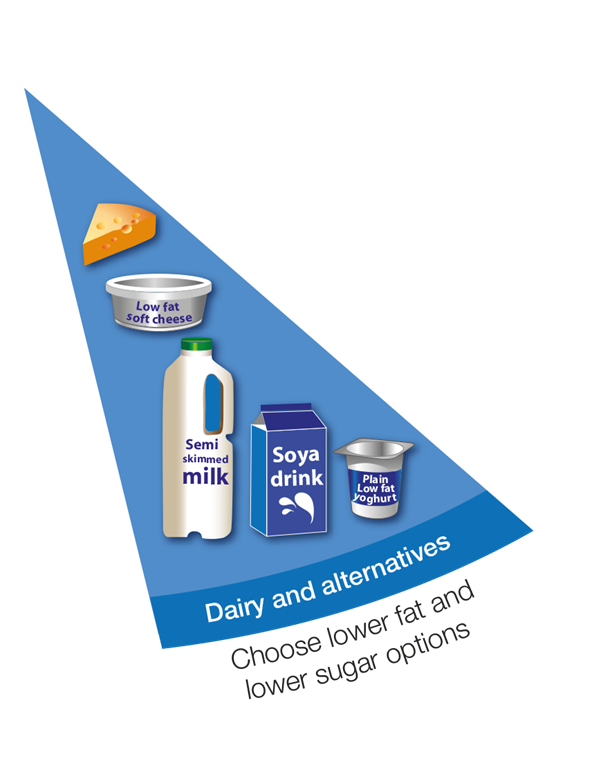 Low fat
soft cheese
Semi
skimmed
milk
Soya
drink
Plain
Low fat
yoghurt
Dairy and alternatives
Choose lower fat and
lower sugar options